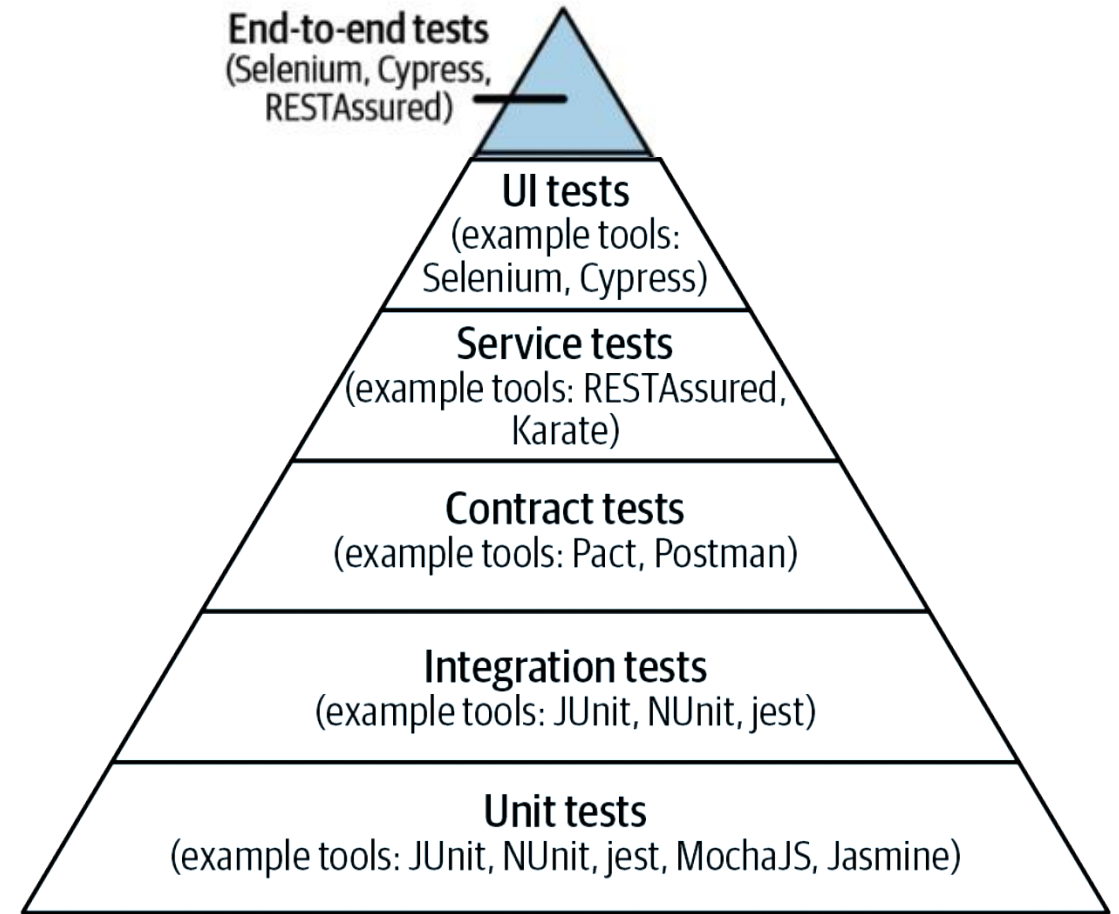 End-to-end tests
(Selenium, Cypress,
RESTAssured)
UI tests
(example tools:
Selenium, Cypress)
Service tests
(example tools: RESTAssured,
Karate)
Contract tests
(example tools: Pact, Postman)
Integration tests
(example tools: JUnit, NUnit, jest)
Unit tests
(example tools: JUnit, NUnit, jest, MochaJS, Jasmine)